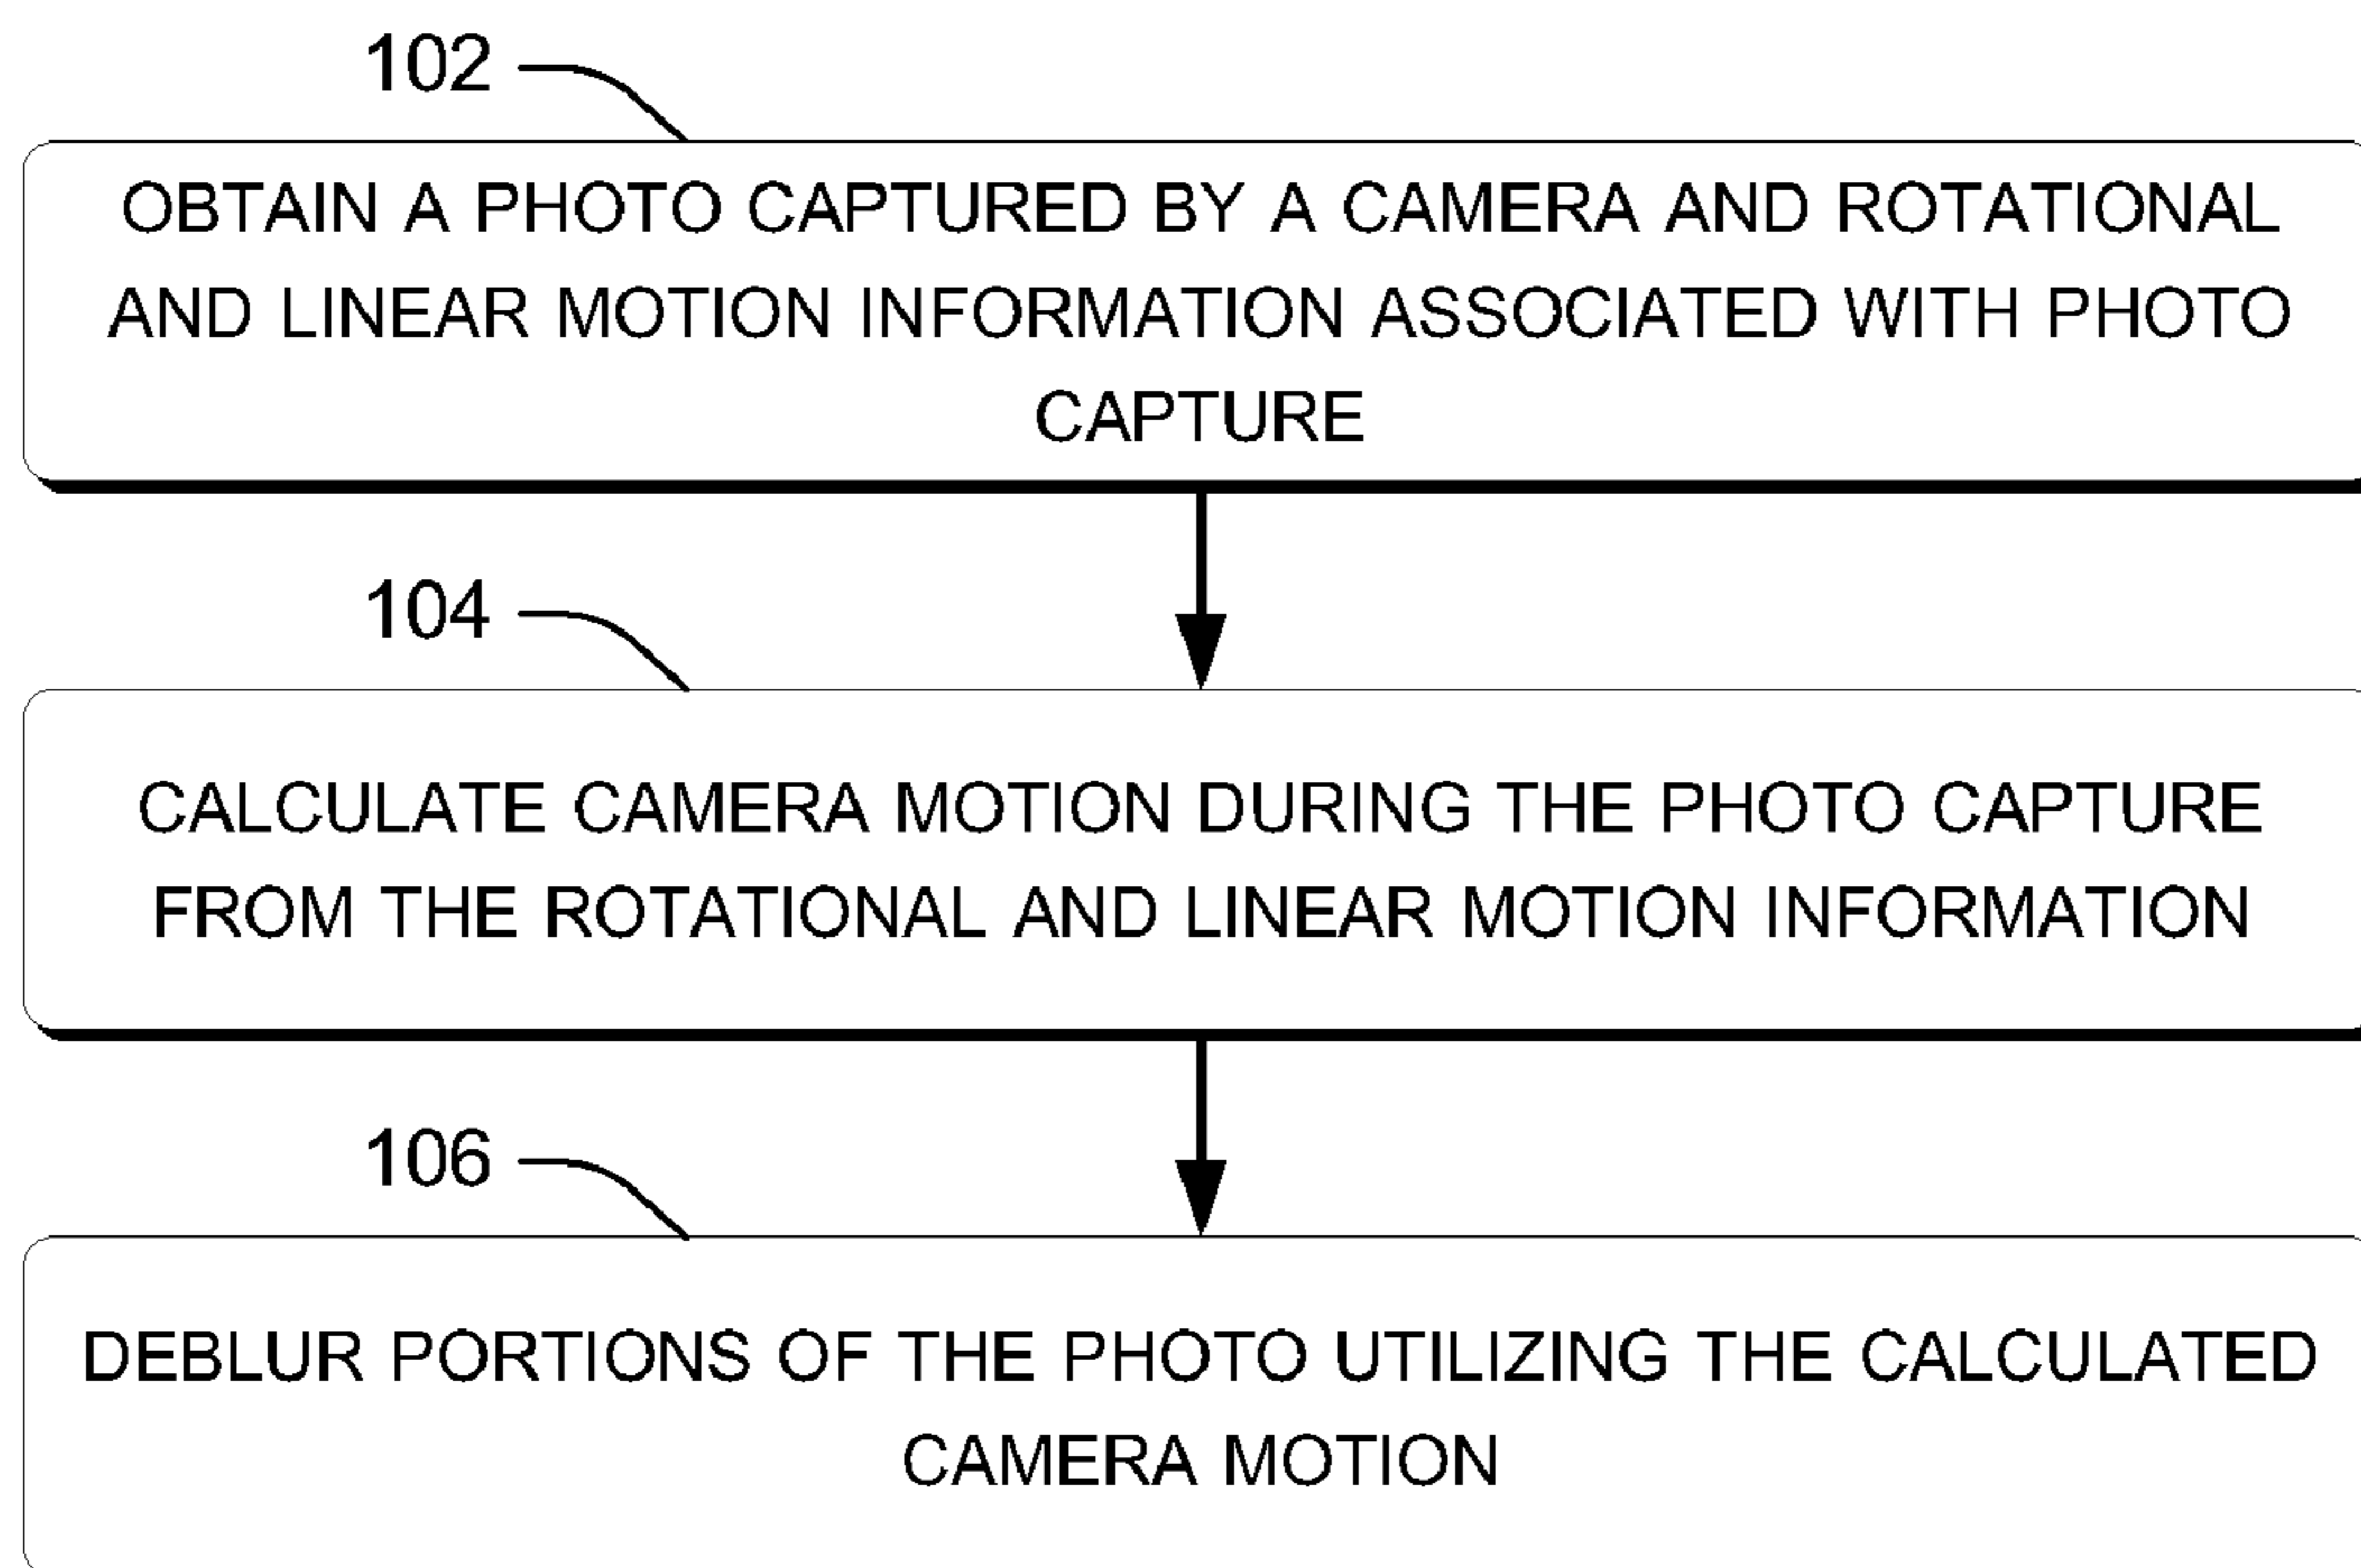 102
OBTAIN A PHOTO CAPTURED BY A CAMERA AND ROTATIONAL
AND LINEAR MOTION INFORMATION ASSOCIATED WITH PHOTO
CAPTURE
104
CALCULATE CAMERA MOTION DURING THE PHOTO CAPTURE
FROM THE ROTATIONAL AND LINEAR MOTION INFORMATION
106
DEBLUR PORTIONS OF THE PHOTO UTILIZING THE CALCULATED
CAMERA MOTION